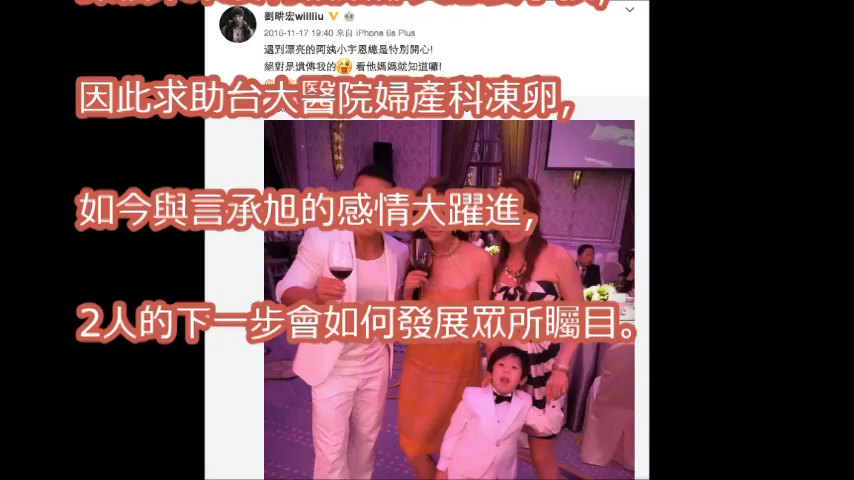 劉畊宏willliu
2016-11-17 19:40 來自 iPhone 6s Plus
遇到漂亮的阿姨小宇恩總是特別開心!
絕對是遺傳我的 看他媽媽就知道囉!
因此求助台大醫院婦產科凍卵,
如今與言承旭的感情大躍進,
2人的下一步會如何發展眾所矚目。